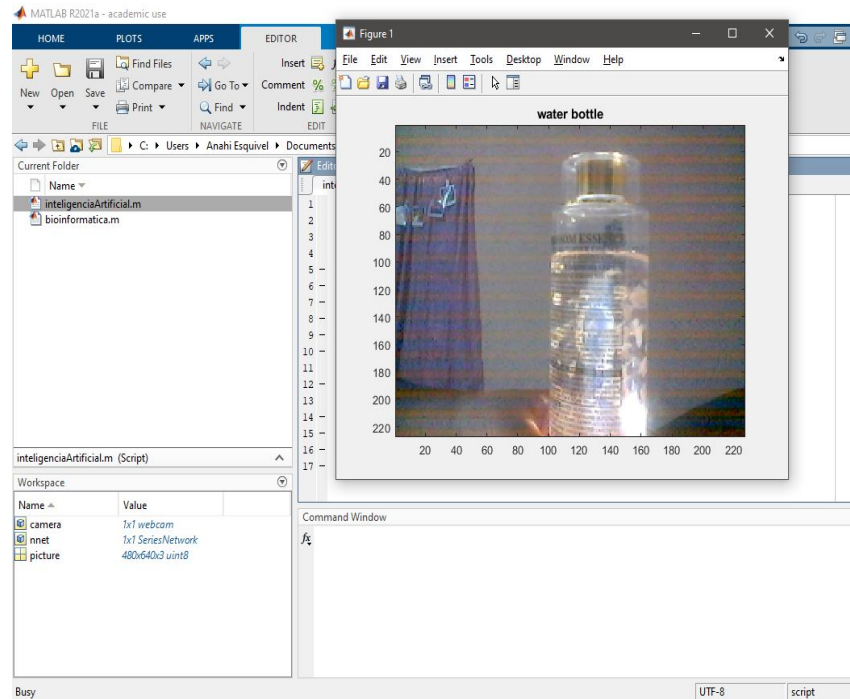 MATLAB R2021a - academic use
HOME PLOTS APPS EDITOR
New Open Save Find Files Compare Print Go To Find Insert Comment Indent
FILE NAVIGATE EDIT
C: Users Anahi Esquivel Documents
Current Folder
Name
inteligenciaArtificial.m
bioinformatica.m
inteligenciaArtificial.m (Script)
Workspace
Name Value
camera 1x1 webcam
nnet 1x1 SeriesNetwork
picture 480x640x3 uint8
Busy
1
2
3
4
5 -
6 -
7 -
8 -
9 -
10 -
11
12 -
13
14 -
15 -
16 -
17 -
Figure 1
File Edit View Insert Tools Desktop Window Help
water bottle
20
40
60
80
100
120
140
160
180
200
220
20 40 60 80 100 120 140 160 180 200 220
Command Window
fx
UTF-8 script